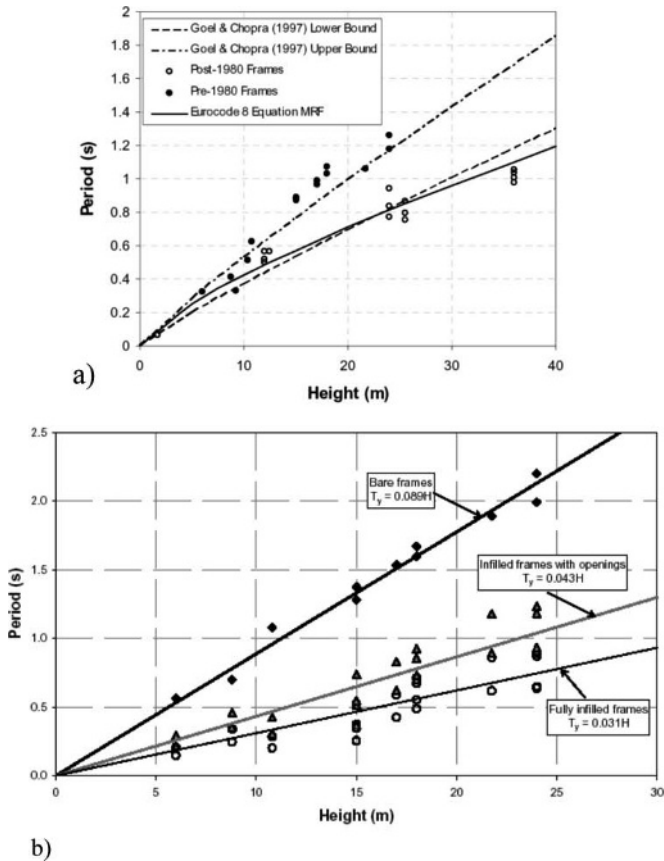 2
1.8
1.6
1.4
1.2
1
0.8
0.6
0.4
0.2
0
Period (s)
Goel & Chopra (1997) Lower Bound
Goel & Chopra (1997) Upper Bound
Post-1980 Frames
Pre-1980 Frames
Eurocode 8 Equation MRF
0 10 20 30 40
Height (m)
a)
2.5
2.0
1.5
1.0
0.5
0.0
Period (s)
Bare frames
Ty = 0.089H
Infilled frames with openings
Ty = 0.043H
Fully infilled frames
Ty = 0.031H
0 5 10 15 20 25 30
Height (m)
b)